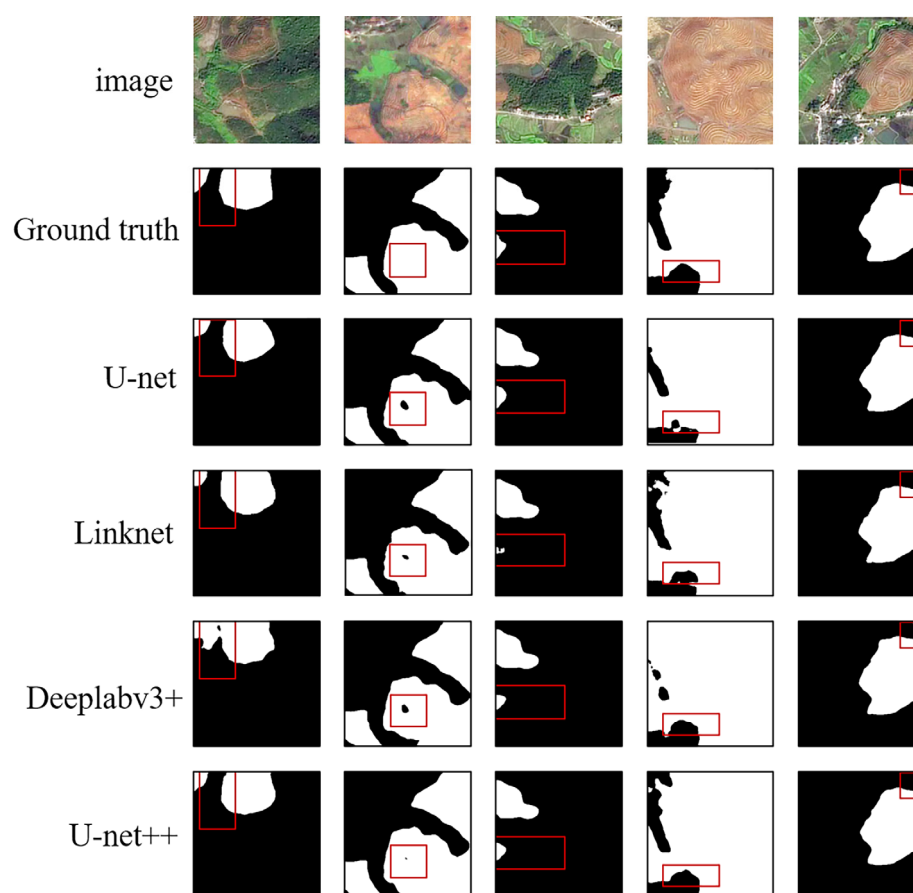 image
Ground truth
U-net
Linknet
Deeplabv3+
U-net++